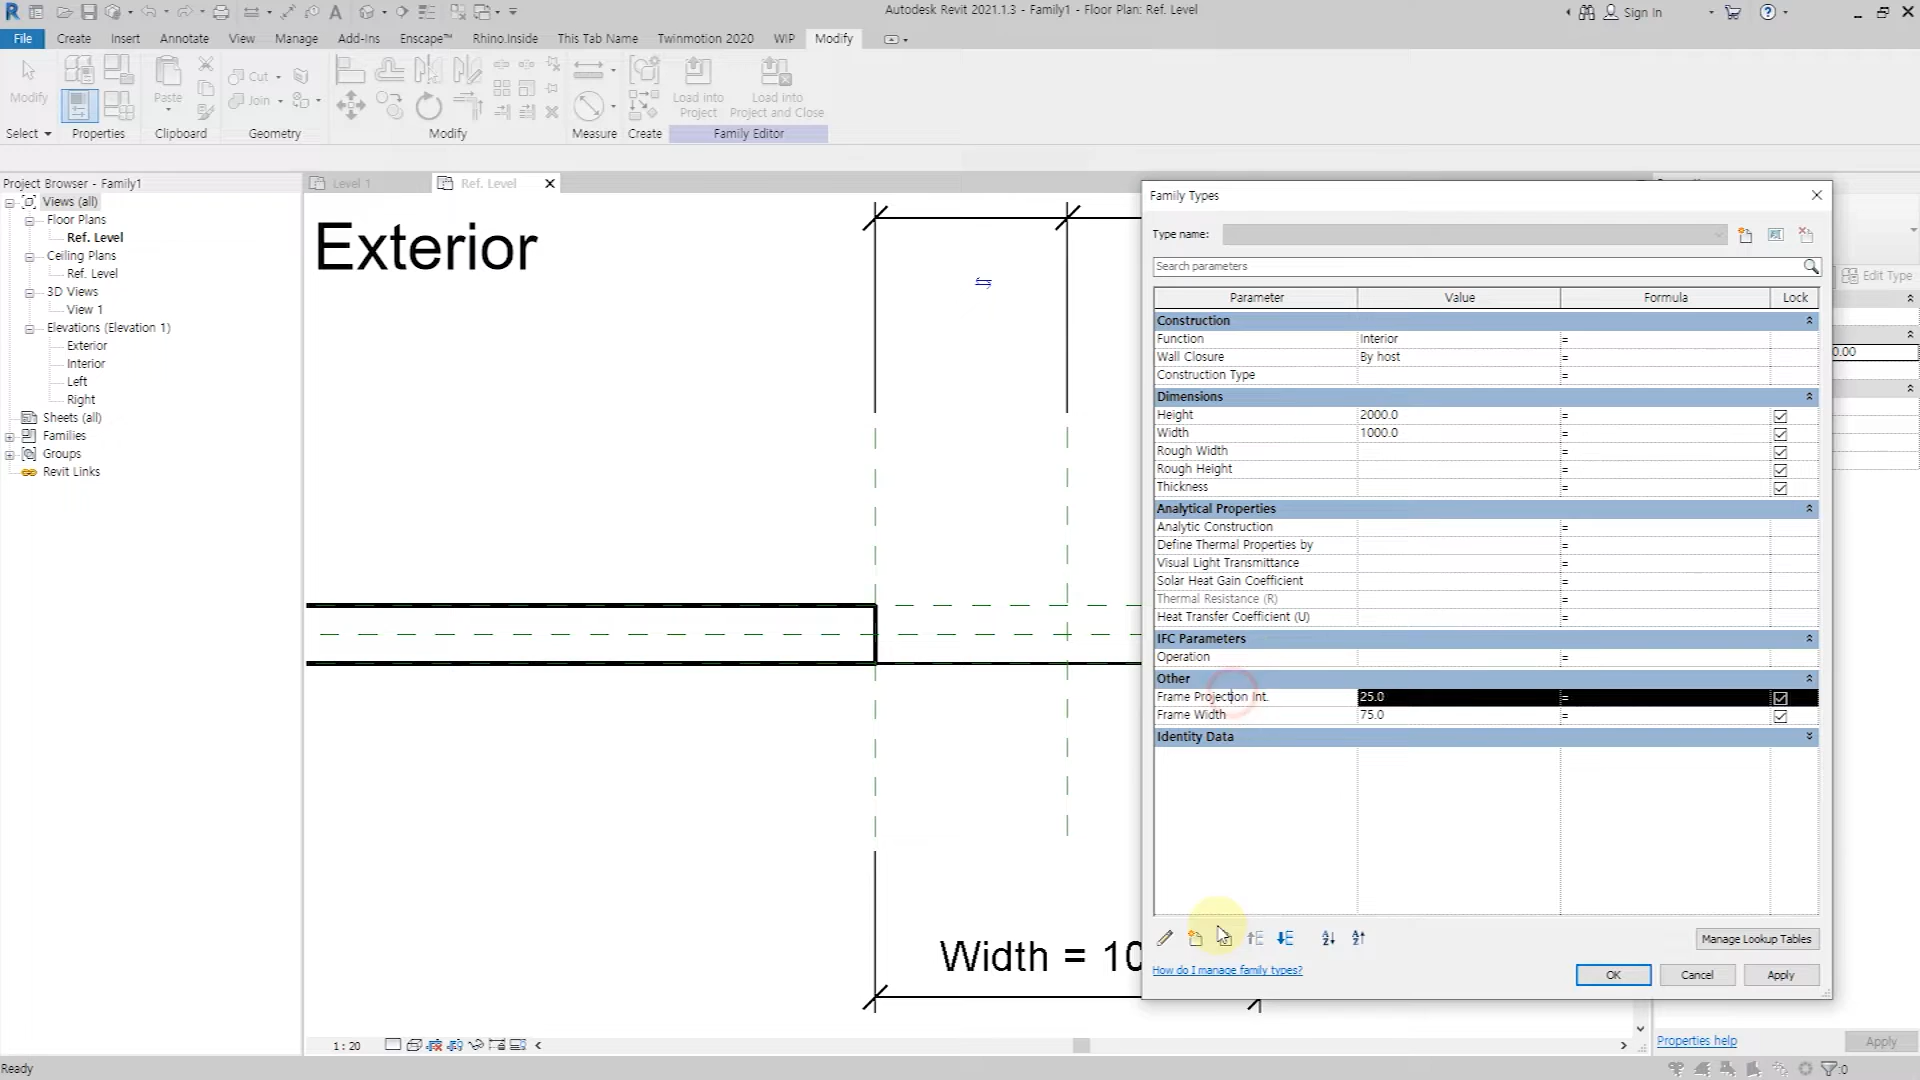 Autodesk Revit 2021.1.3 - Family1 - Floor Plan: Ref. Level
Sign In
File Create Insert Annotate View Manage Add-Ins Enscape™ Rhino.Inside This Tab Name Twinmotion 2020 WIP Modify
Modify
Paste
Cut
Join
Load into Project
Load into Project and Close
Select Properties Clipboard Geometry Modify Measure Create Family Editor
Project Browser - Family1
Views (all)
Floor Plans
Ref. Level
Ceiling Plans
Ref. Level
3D Views
View 1
Elevations (Elevation 1)
Exterior
Interior
Left
Right
Sheets (all)
Families
Groups
Revit Links
Level 1
Ref. Level
Exterior
Width = 10
1 : 20
Family Types
Type name:
Search parameters
Parameter Value Formula Lock
Construction
Function Interior =
Wall Closure By host =
Construction Type =
Dimensions
Height 2000.0 =
Width 1000.0 =
Rough Width =
Rough Height =
Thickness =
Analytical Properties
Analytic Construction =
Define Thermal Properties by =
Visual Light Transmittance =
Solar Heat Gain Coefficient =
Thermal Resistance (R) =
Heat Transfer Coefficient (U) =
IFC Parameters
Operation =
Other
Frame Projection Int. 25.0 =
Frame Width 75.0 =
Identity Data
Manage Lookup Tables
How do I manage family types?
OK Cancel Apply
Edit Type
0.00
Properties help
Apply
Ready
:0